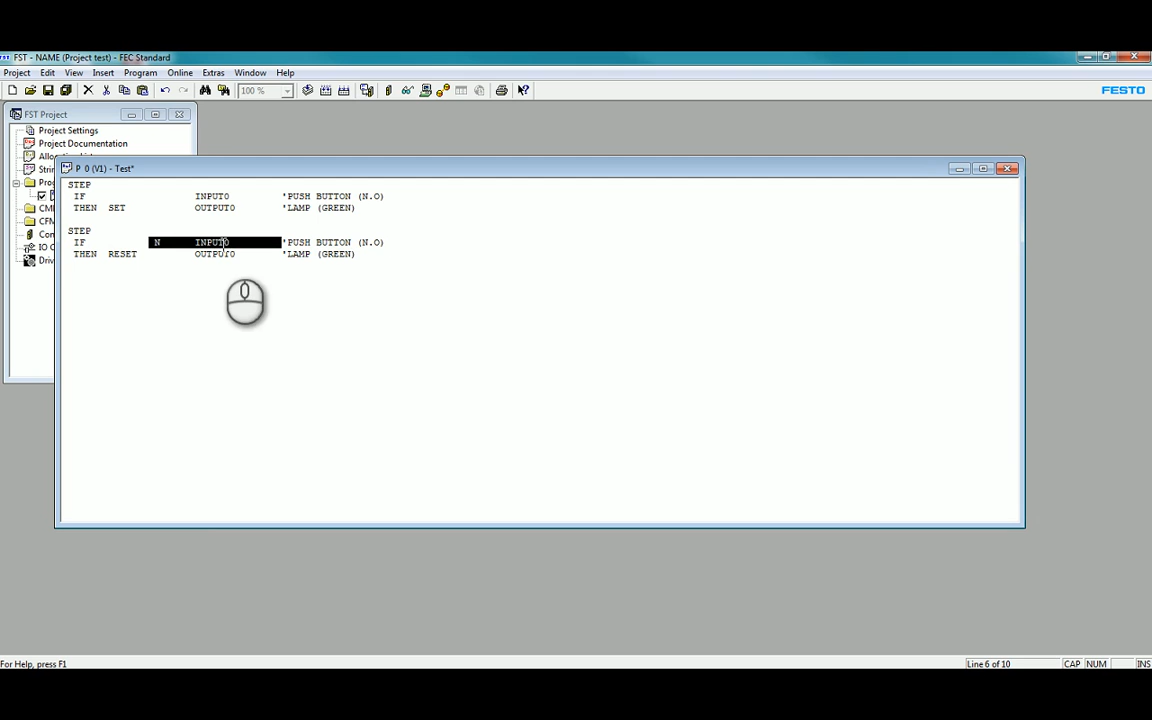 FST - NAME (Project test) - FEC Standard
Project Edit View Insert Program Online Extras Window Help
100 %
FESTO
FST Project
Project Settings
Project Documentation
P 0 (V1) - Test*
STEP
IF INPUT0 'PUSH BUTTON (N.O)
THEN SET OUTPUT0 'LAMP (GREEN)
STEP
IF N INPUT0 'PUSH BUTTON (N.O)
THEN RESET OUTPUT0 'LAMP (GREEN)
For Help, press F1
Line 6 of 10 CAP NUM INS